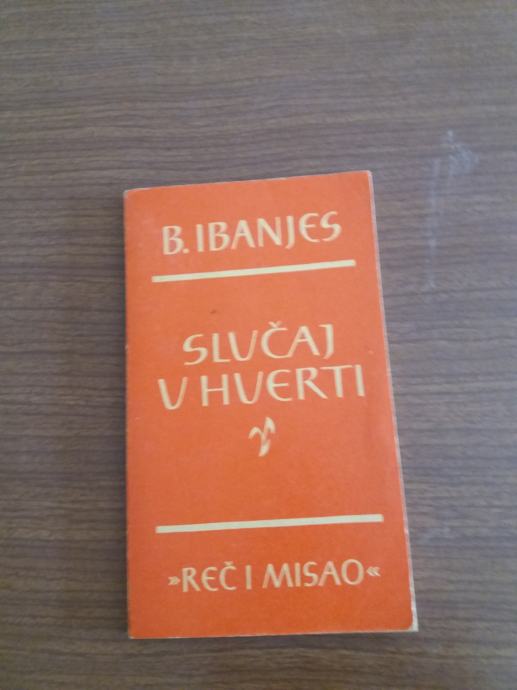 B. IBANJES
SLUČAJ
U HUERTI
»REČ I MISAO«